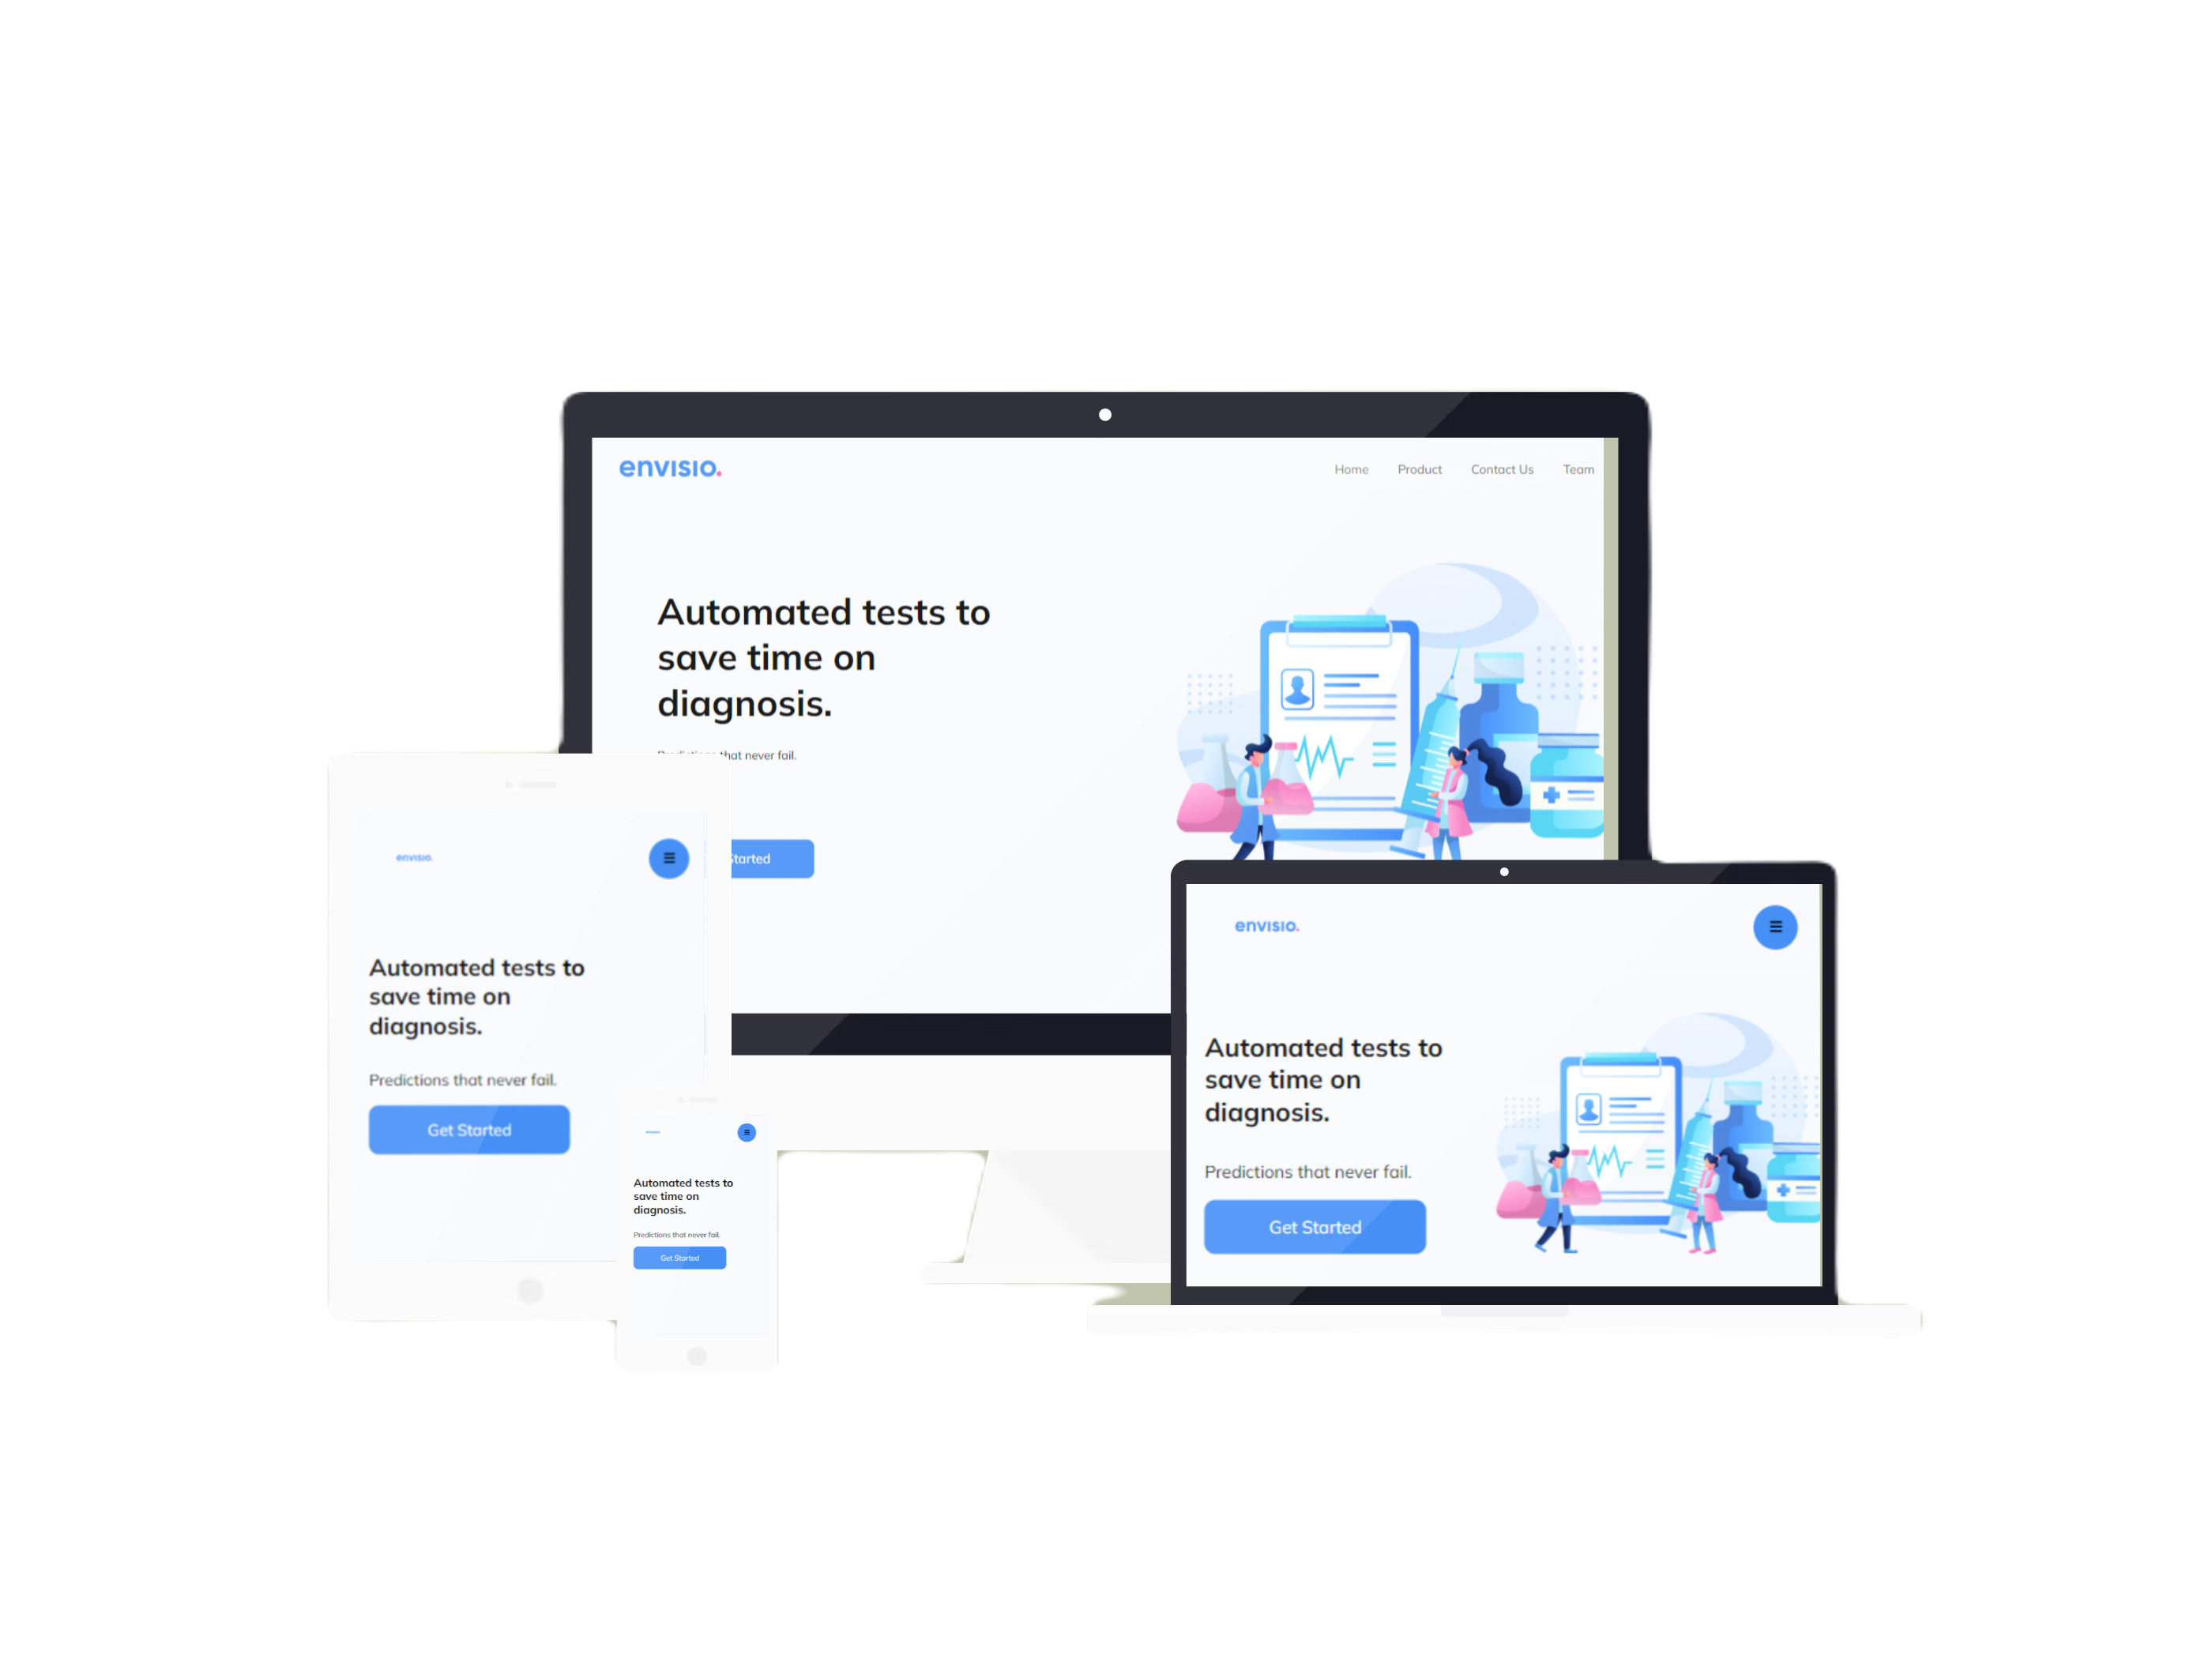 envisio.
Home Product Contact Us Team
Automated tests to
save time on
diagnosis.
that never fail.
Started
envisio.
Automated tests to
save time on
diagnosis.
Predictions that never fail.
Get Started
Automated tests to
save time on
diagnosis.
Predictions that never fail.
Get Started
envisio.
Automated tests to
save time on
diagnosis.
Predictions that never fail.
Get Started